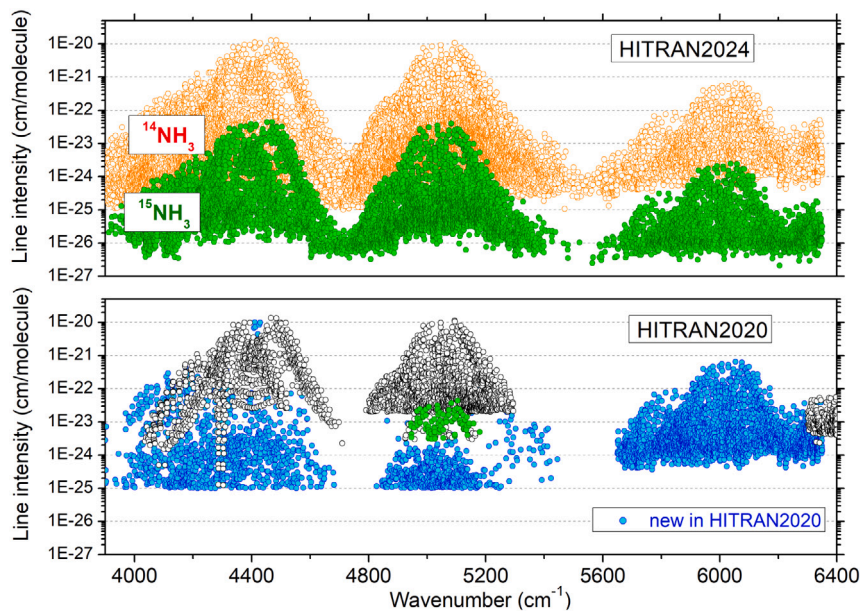 Line intensity (cm/molecule)
1E-20
1E-21
1E-22
1E-23
1E-24
1E-25
1E-26
1E-27
HITRAN2024
¹⁴NH₃
¹⁵NH₃
Line intensity (cm/molecule)
1E-20
1E-21
1E-22
1E-23
1E-24
1E-25
1E-26
1E-27
HITRAN2020
new in HITRAN2020
4000 4400 4800 5200 5600 6000 6400
Wavenumber (cm⁻¹)